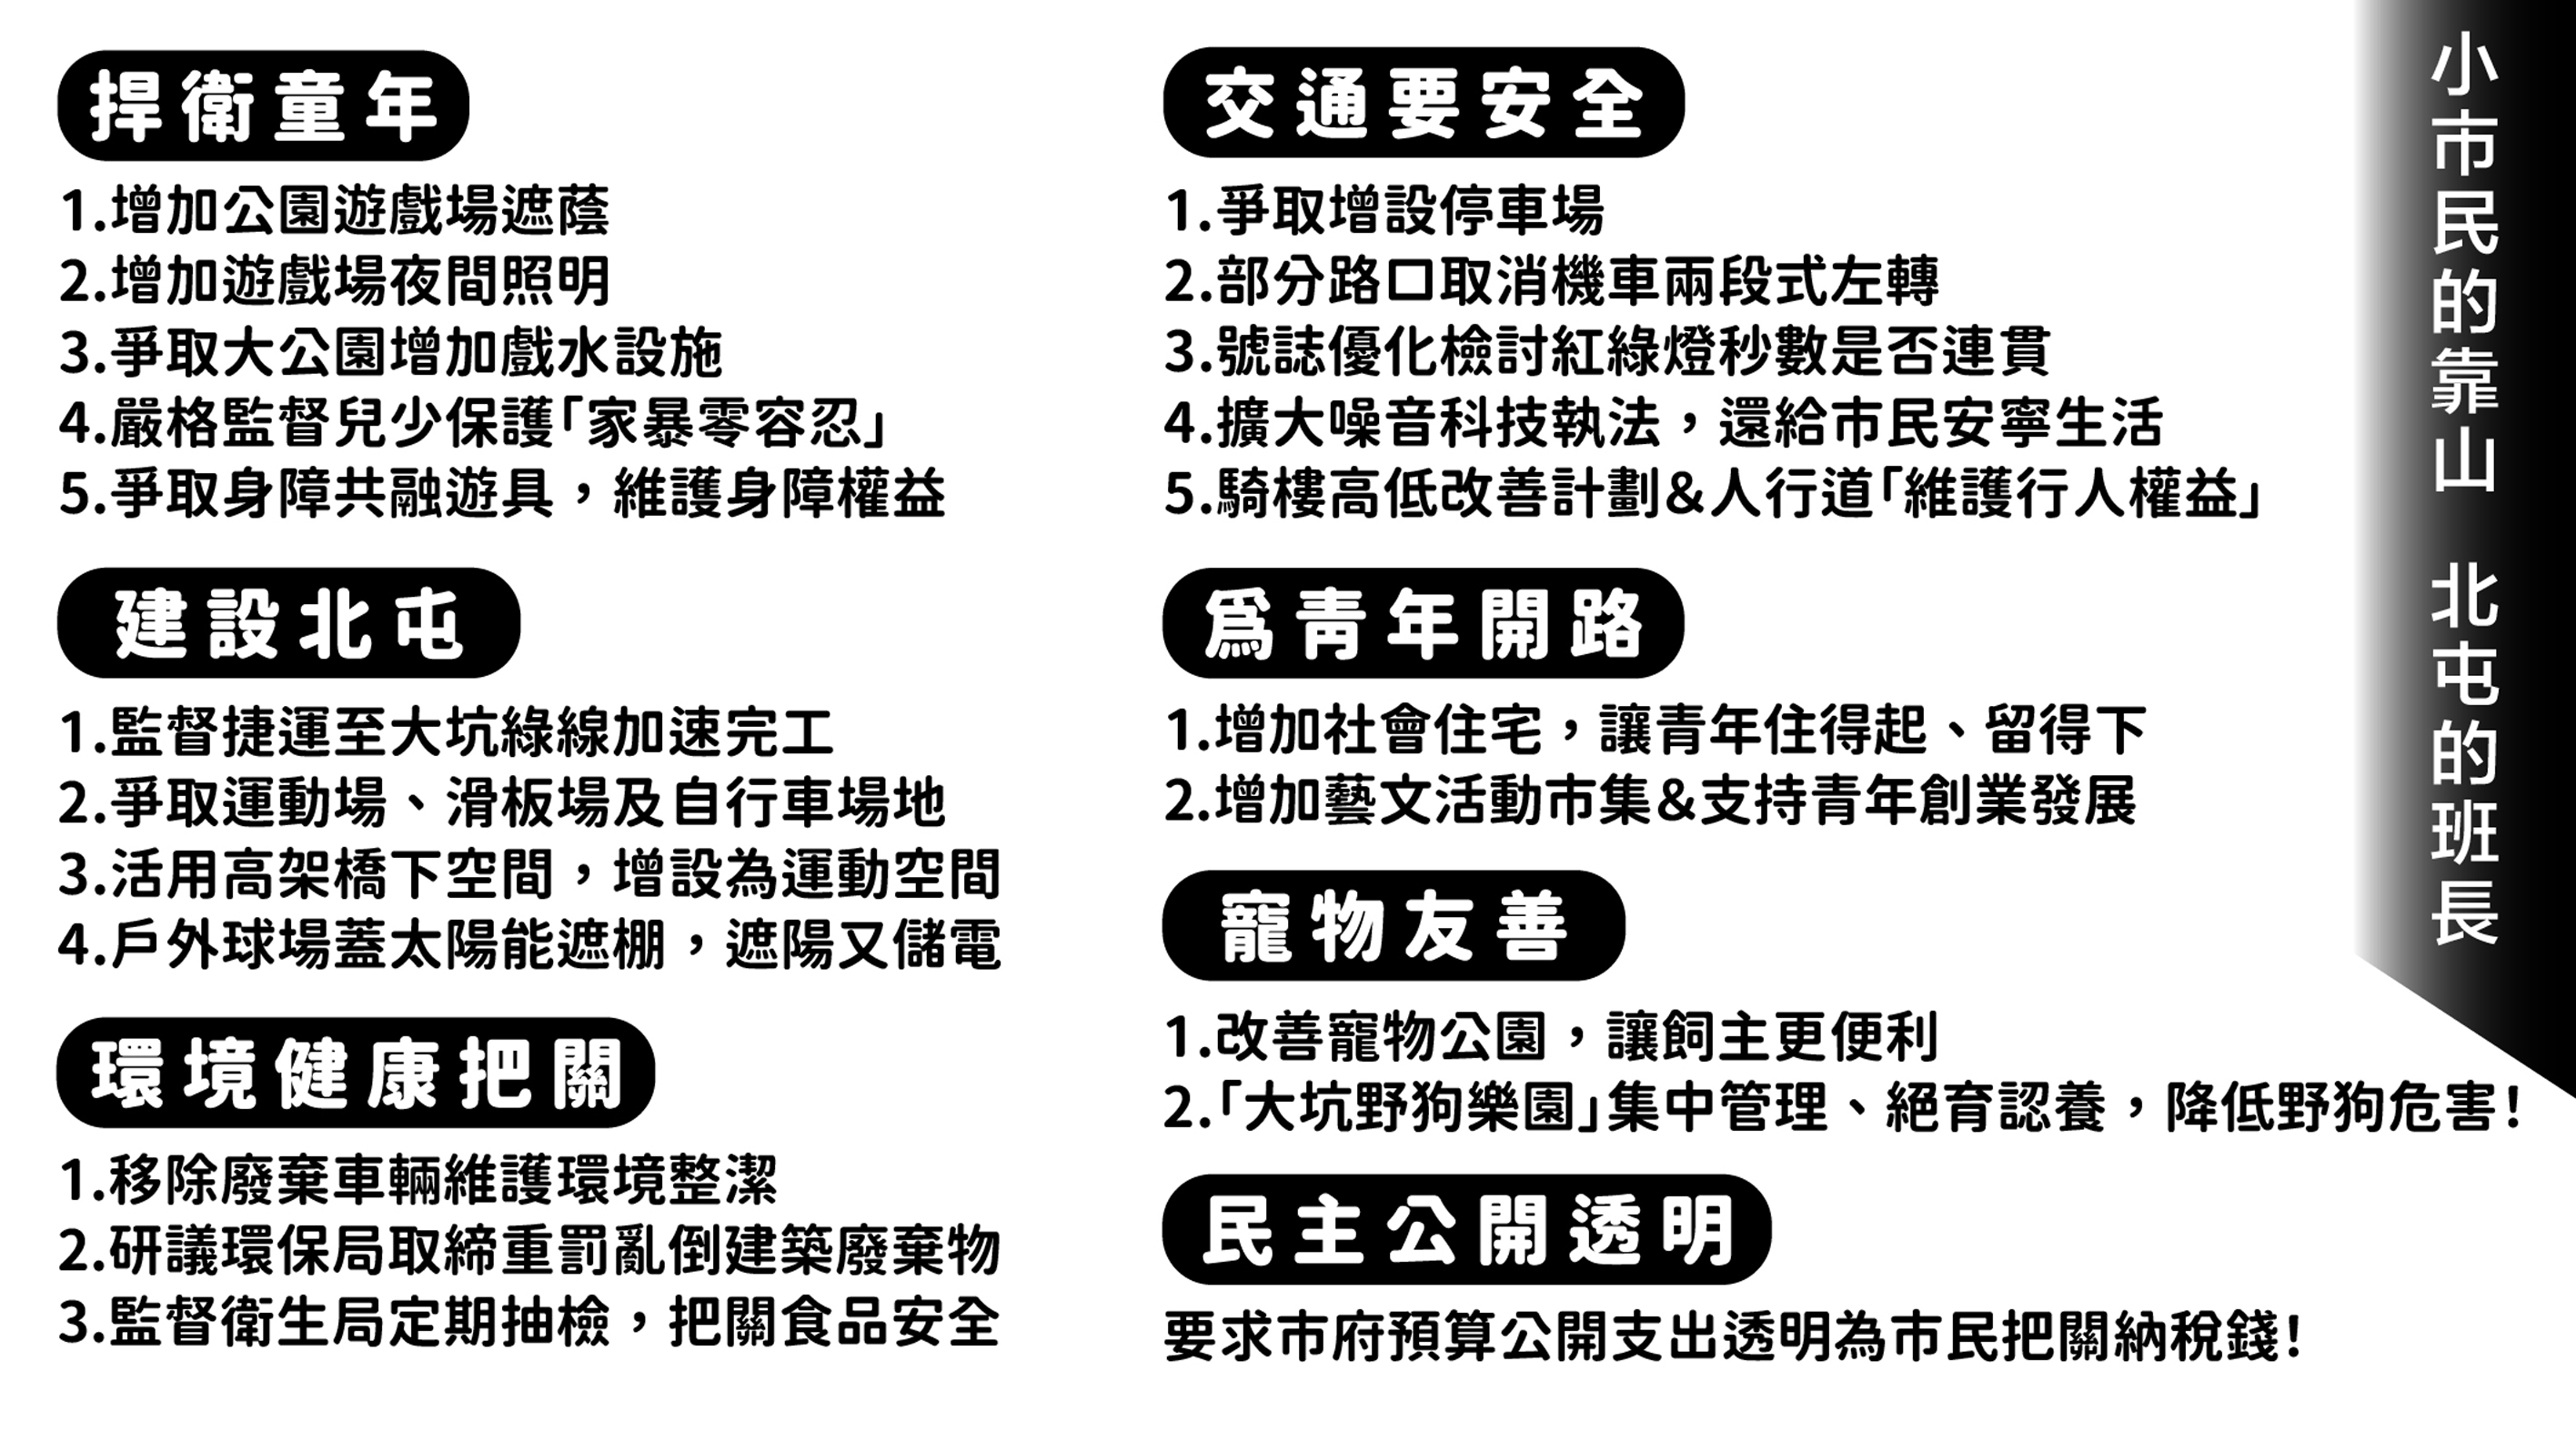 捍衛童年
1.增加公園遊戲場遮蔭
2.增加遊戲場夜間照明
3.爭取大公園增加戲水設施
4.嚴格監督兒少保護「家暴零容忍」
5.爭取身障共融遊具，維護身障權益
建設北屯
1.監督捷運至大坑綠線加速完工
2.爭取運動場、滑板場及自行車場地
3.活用高架橋下空間，增設為運動空間
4.戶外球場蓋太陽能遮棚，遮陽又儲電
環境健康把關
1.移除廢棄車輛維護環境整潔
2.研議環保局取締重罰亂倒建築廢棄物
3.監督衛生局定期抽檢，把關食品安全
交通要安全
1.爭取增設停車場
2.部分路口取消機車兩段式左轉
3.號誌優化檢討紅綠燈秒數是否連貫
4.擴大噪音科技執法，還給市民安寧生活
5.騎樓高低改善計劃&人行道「維護行人權益」
爲青年開路
1.增加社會住宅，讓青年住得起、留得下
2.增加藝文活動市集&支持青年創業發展
寵物友善
1.改善寵物公園，讓飼主更便利
2.「大坑野狗樂園」集中管理、絕育認養，降低野狗危害！
民主公開透明
要求市府預算公開支出透明為市民把關納稅錢！
小市民的靠山 北屯的班長